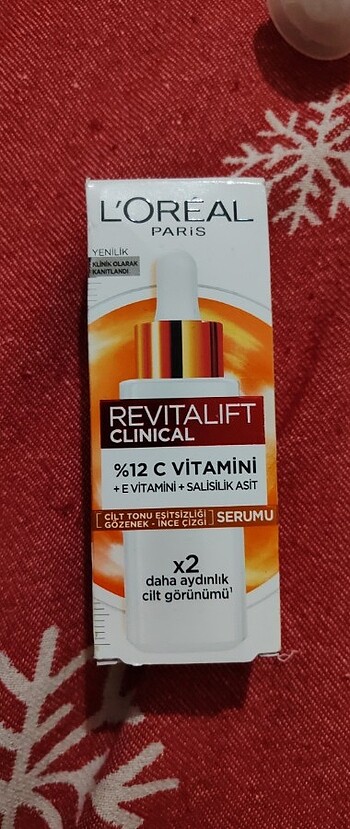 L'ORÉAL
PARiS
YENİLİK
KLİNİK OLARAK
KANITLANDI
REVITALIFT
CLINICAL
%12 C VİTAMİNİ
+ E VİTAMİNİ + SALİSİLİK ASİT
[CİLT TONU EŞİTSİZLİĞİ
GÖZENEK - İNCE ÇİZGİ] SERUMU
x2
daha aydınlık
cilt görünümü¹